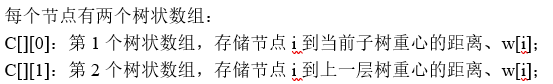 每个节点有两个树状数组：
C[][0]：第 1 个树状数组，存储节点 i 到当前子树重心的距离、w[i]；
C[][1]：第 2 个树状数组，存储节点 i 到上一层树重心的距离、w[i]；